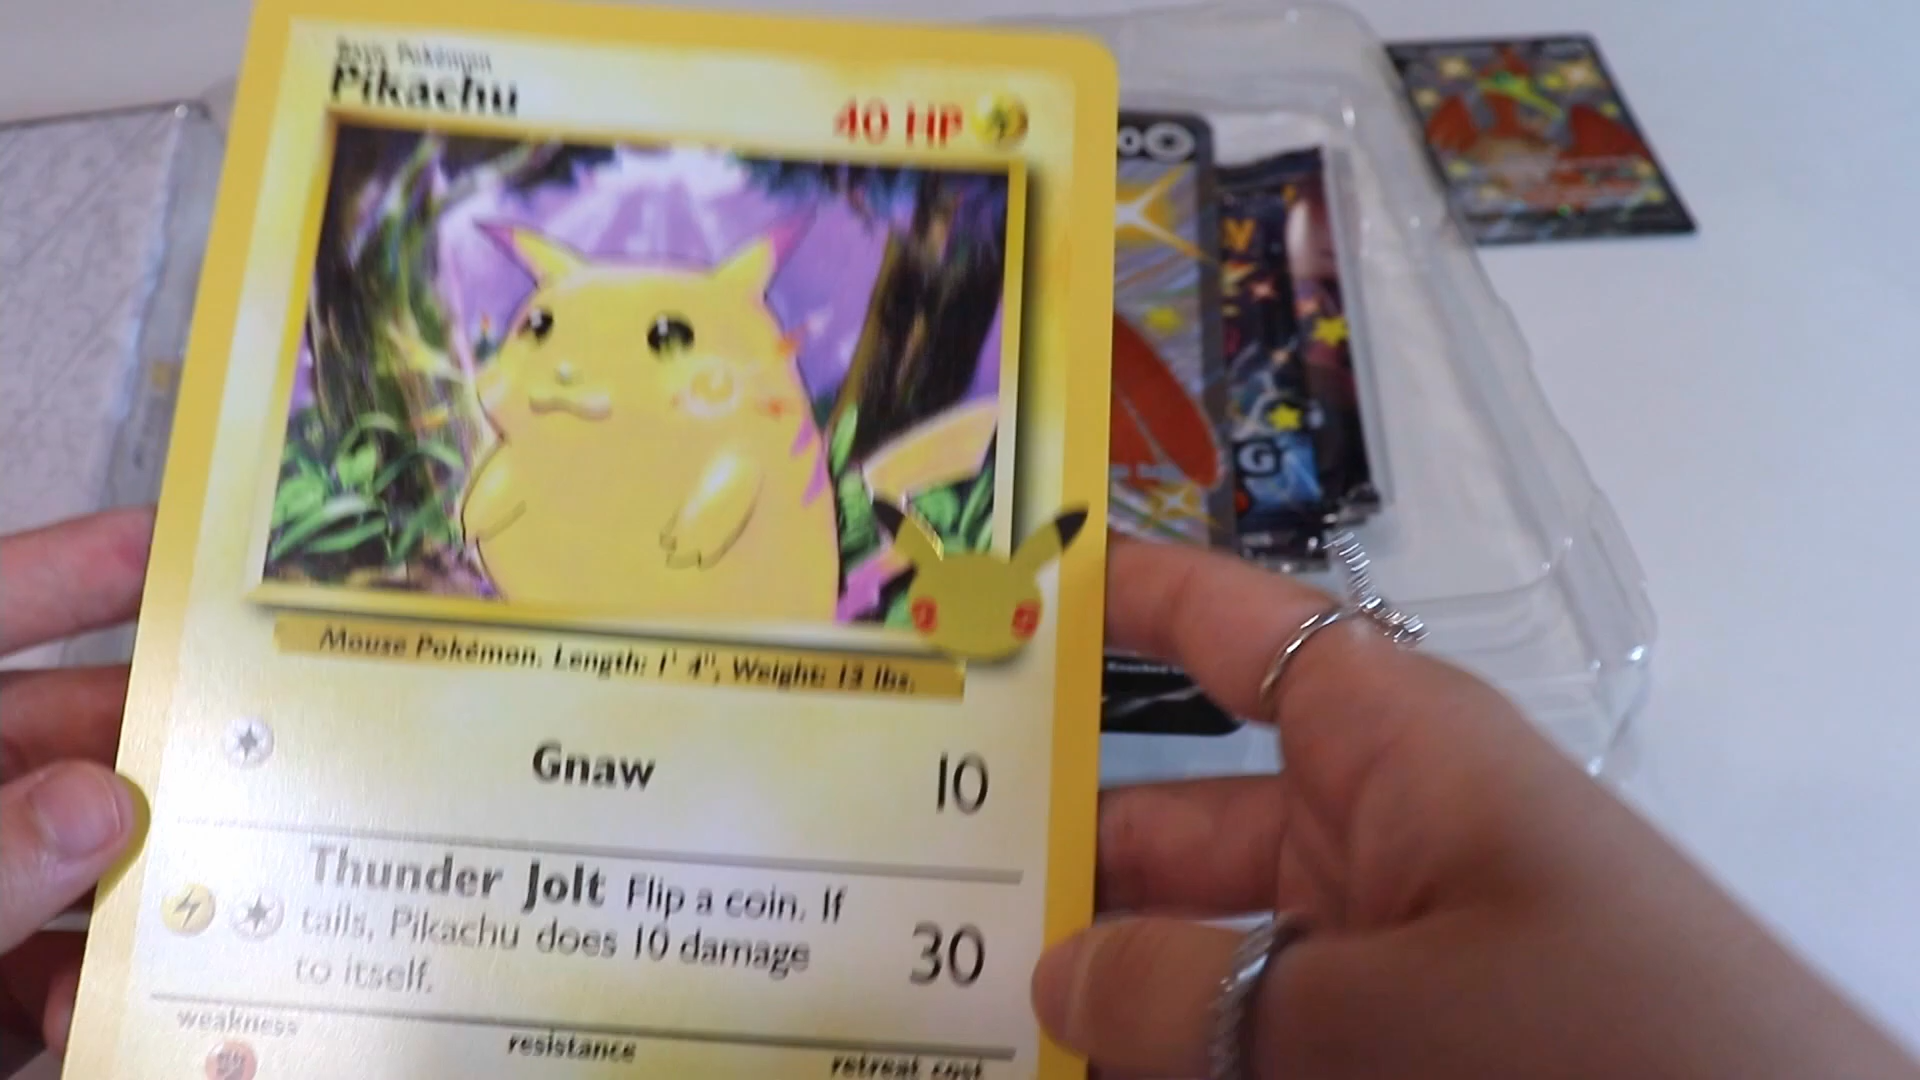 Basic Pokémon
Pikachu
40 HP
Mouse Pokémon. Length: 1' 4", Weight: 13 lbs.
Gnaw 10
Thunder Jolt Flip a coin. If
tails, Pikachu does 10 damage
to itself.
30
weakness
resistance
retreat cost